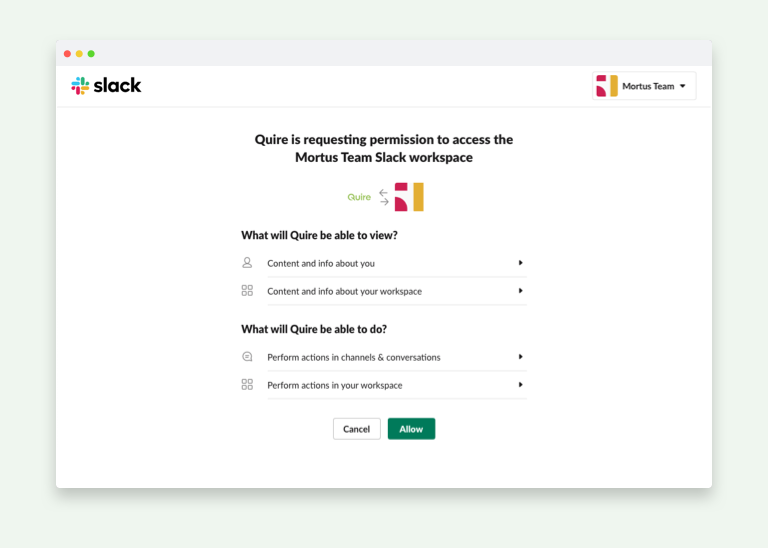 slack
Mortus Team
Quire is requesting permission to access the
Mortus Team Slack workspace
Quire
What will Quire be able to view?
Content and info about you
Content and info about your workspace
What will Quire be able to do?
Perform actions in channels & conversations
Perform actions in your workspace
Cancel
Allow